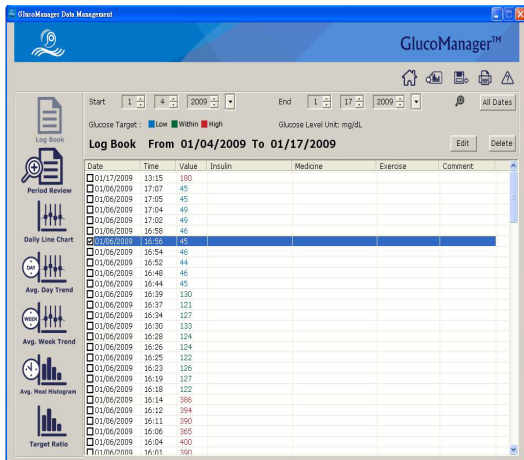 GlucoManager Data Management
GlucoManager™
Start 1 4 2009 End 1 17 2009 All Dates
Glucose Target : Low Within High Glucose Level Unit: mg/dL
Log Book From 01/04/2009 To 01/17/2009 Edit Delete
Log Book
Period Review
Daily Line Chart
DAY
Avg. Day Trend
WEEK
Avg. Week Trend
Avg. Meal Histogram
Target Ratio
Date Time Value Insulin Medicine Exercise Comment
01/17/2009 13:15 180
01/06/2009 17:07 45
01/06/2009 17:05 45
01/06/2009 17:04 49
01/06/2009 17:02 49
01/06/2009 16:58 46
01/06/2009 16:56 45
01/06/2009 16:54 46
01/06/2009 16:52 44
01/06/2009 16:48 46
01/06/2009 16:44 45
01/06/2009 16:39 130
01/06/2009 16:37 121
01/06/2009 16:34 127
01/06/2009 16:30 133
01/06/2009 16:28 124
01/06/2009 16:26 124
01/06/2009 16:25 122
01/06/2009 16:23 126
01/06/2009 16:19 127
01/06/2009 16:18 122
01/06/2009 16:14 386
01/06/2009 16:12 394
01/06/2009 16:11 390
01/06/2009 16:06 365
01/06/2009 16:04 400
01/06/2009 16:01 390